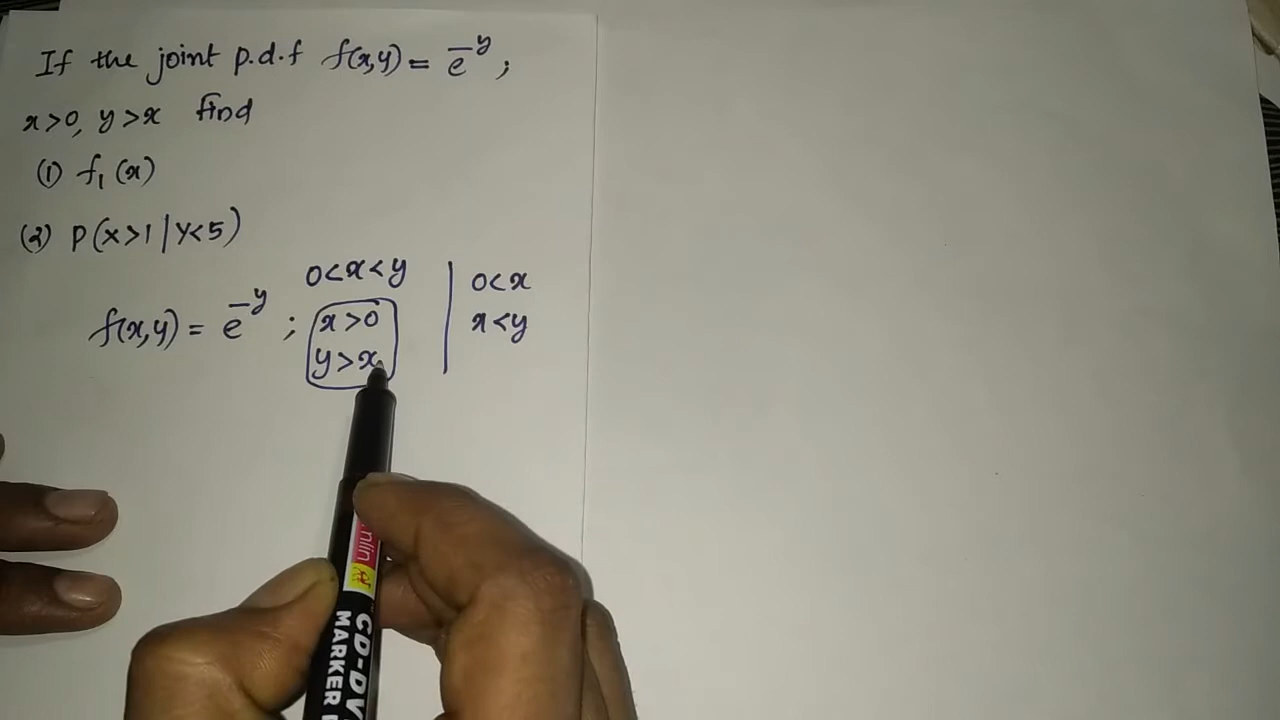 If the joint p.d.f f(x,y) = e^-y ;
x>0, y>x find
(1) f₁(x)
(2) P(X>1 | Y<5)
0<x<y
f(x,y) = e^-y ; x>0
y>x
0<x
x<y
CD-DV
MARKER